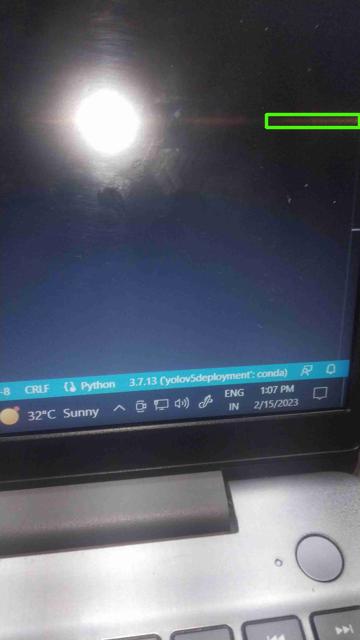 -8 CRLF Python 3.7.13 ('yolov5deployment': conda)
32°C Sunny ENG 1:07 PM
IN 2/15/2023